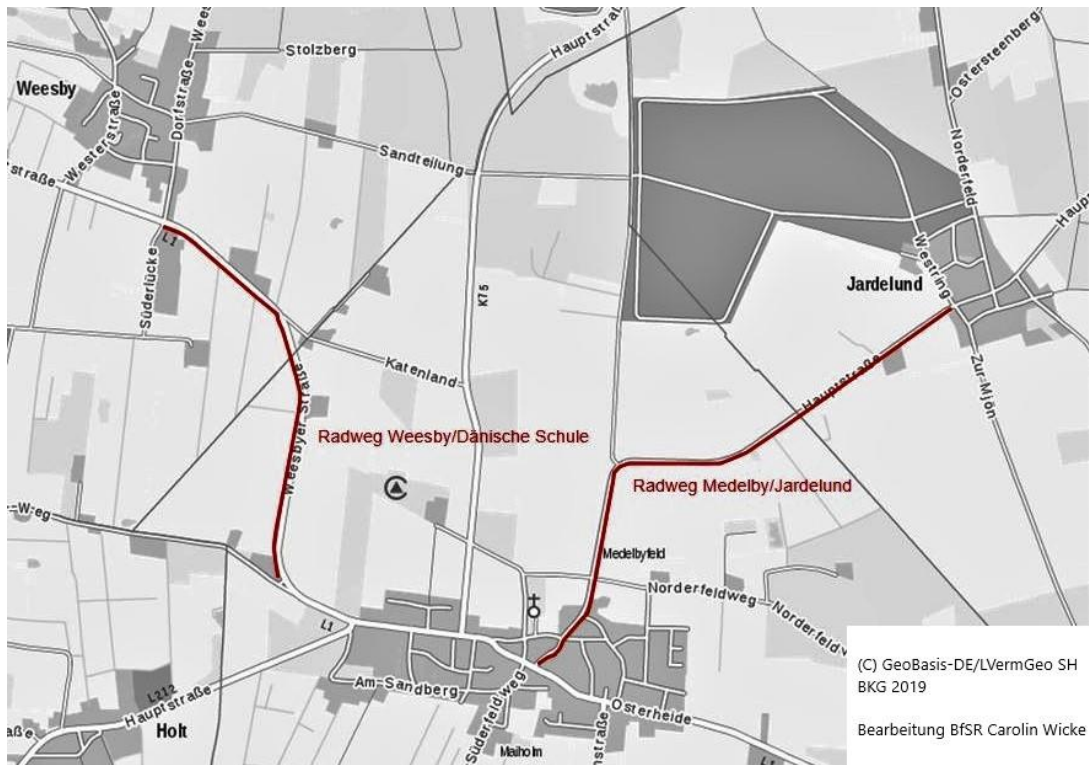 Hauptstraße
Stolzberg
Weesby
Dorfstraße
Westerstraße
Sandteilung
Ostersteenberg
Norderfeld
L1
Westring
Jardelund
Süderlücke
K75
Katenland
Hauptstraße
Zur-Mjön
Weesbyer Straße
Radweg Weesby/Dänische Schule
Radweg Medelby/Jardelund
Weg
Medelbyfeld
Norderfeldweg
Norderfeldw
L1
L212
Hauptstraße
Am-Sandberg
Osterheide
Süderfeldweg
Holt
Maiholm
(C) GeoBasis-DE/LVermGeo SH
BKG 2019
Bearbeitung BfSR Carolin Wicke